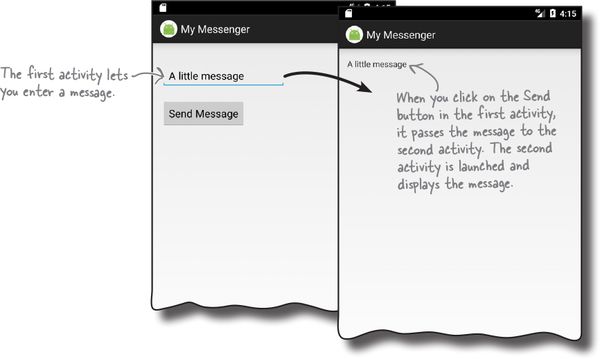 My Messenger
The first activity lets
you enter a message.
A little message
Send Message
4:15
My Messenger
A little message
When you click on the Send
button in the first activity,
it passes the message to the
second activity. The second
activity is launched and
displays the message.